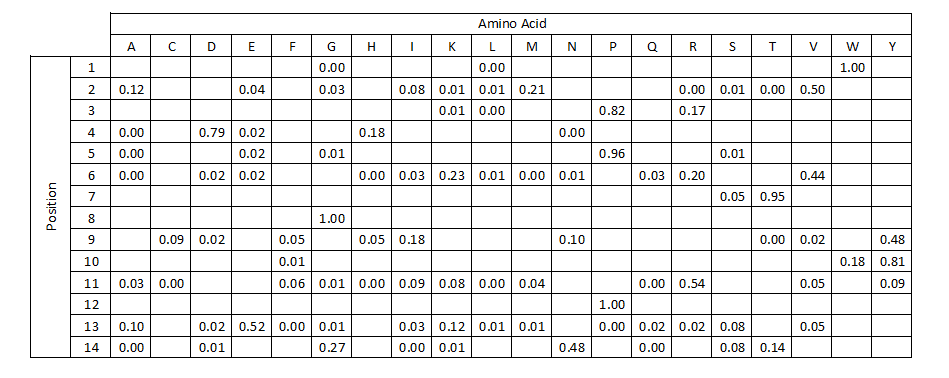 Amino Acid
A C D E F G H I K L M N P Q R S T V W Y
Position
1 0.00 0.00 1.00
2 0.12 0.04 0.03 0.08 0.01 0.01 0.21 0.00 0.01 0.00 0.50
3 0.01 0.00 0.82 0.17
4 0.00 0.79 0.02 0.18 0.00
5 0.00 0.02 0.01 0.96 0.01
6 0.00 0.02 0.02 0.00 0.03 0.23 0.01 0.00 0.01 0.03 0.20 0.44
7 0.05 0.95
8 1.00
9 0.09 0.02 0.05 0.05 0.18 0.10 0.00 0.02 0.48
10 0.01 0.18 0.81
11 0.03 0.00 0.06 0.01 0.00 0.09 0.08 0.00 0.04 0.00 0.54 0.05 0.09
12 1.00
13 0.10 0.02 0.52 0.00 0.01 0.03 0.12 0.01 0.01 0.00 0.02 0.02 0.08 0.05
14 0.00 0.01 0.27 0.00 0.01 0.48 0.00 0.08 0.14